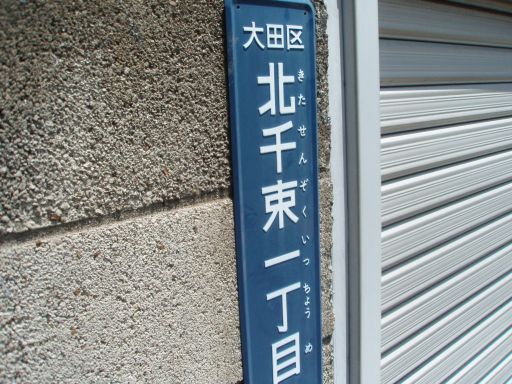 大田区
北千束一丁目
きたせんぞくいっちょうめ